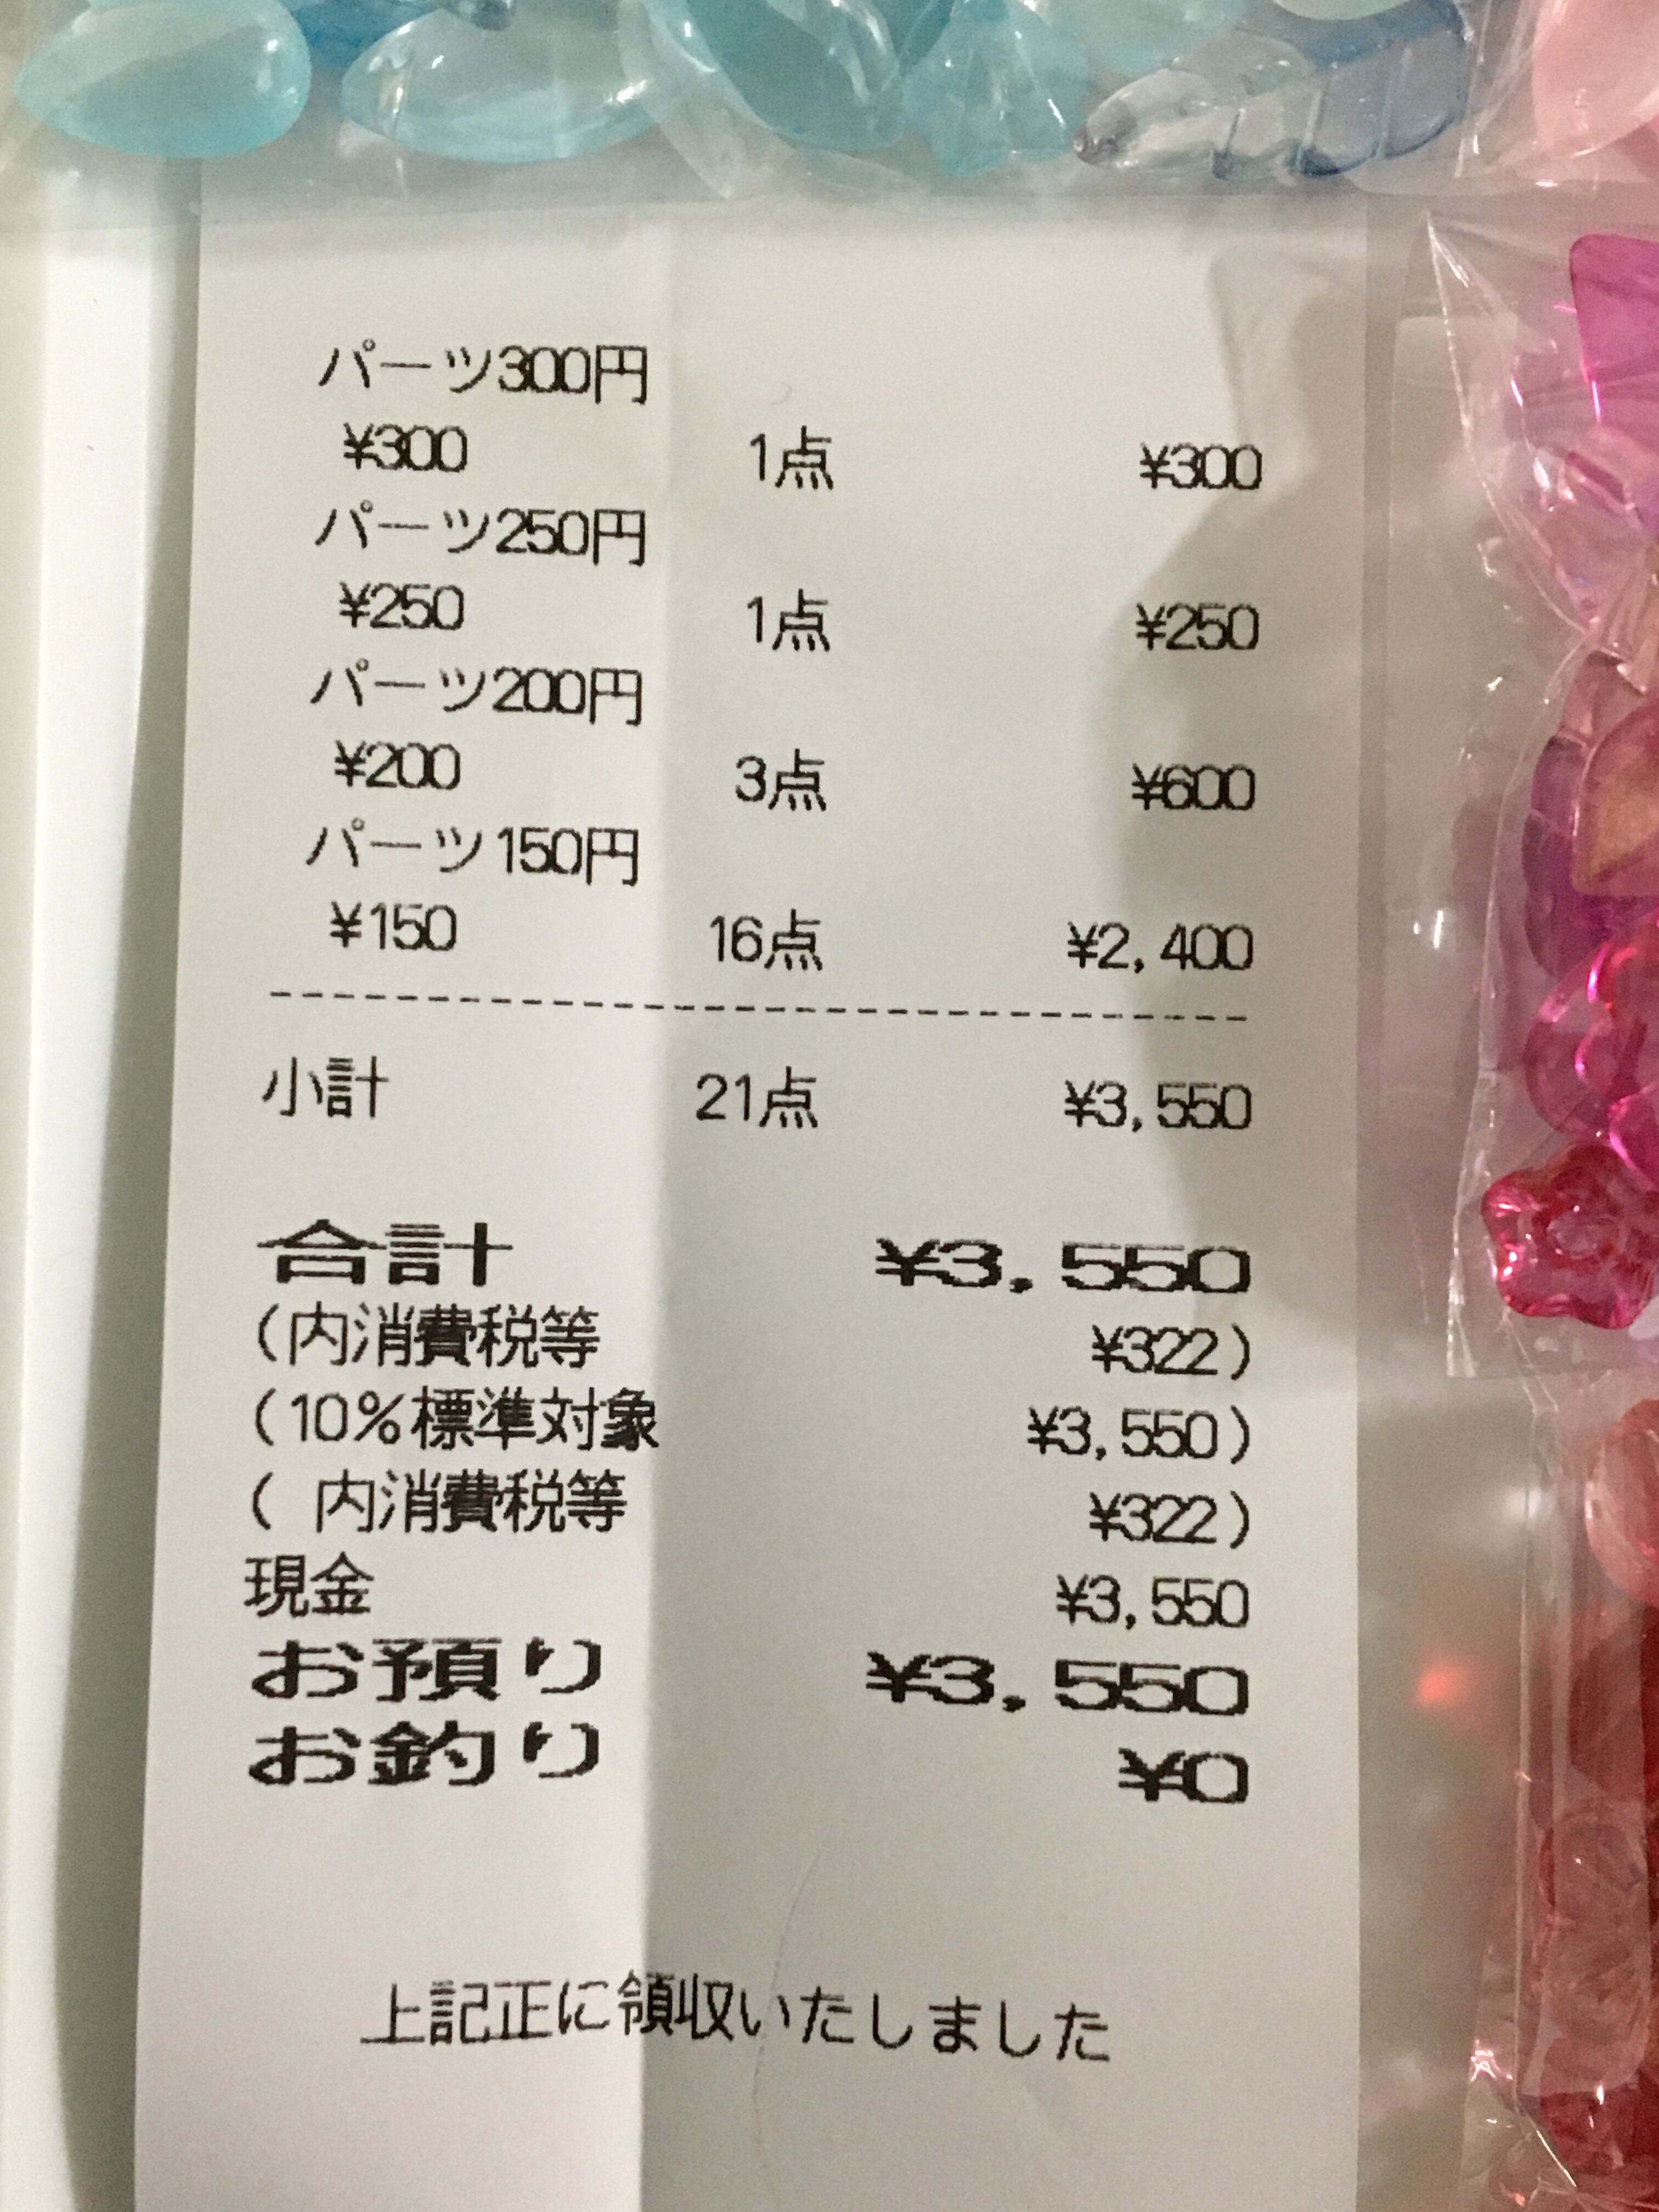 パーツ300円
¥300 1点 ¥300
パーツ250円
¥250 1点 ¥250
パーツ200円
¥200 3点 ¥600
パーツ150円
¥150 16点 ¥2,400
小計 21点 ¥3,550
合計 ¥3,550
(内消費税等 ¥322)
(10%標準対象 ¥3,550)
( 内消費税等 ¥322)
現金 ¥3,550
お預り ¥3,550
お釣り ¥0
上記正に領収いたしました